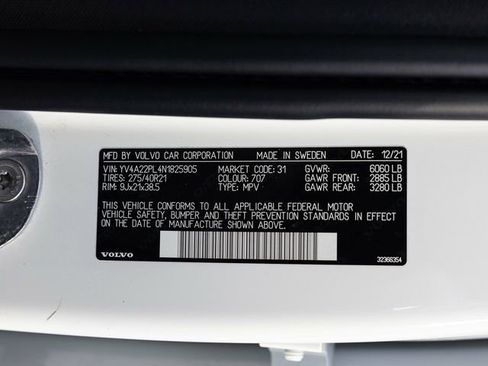 MFD BY VOLVO CAR CORPORATION MADE IN SWEDEN DATE: 12/21
VIN: YV4A22PL4N1825905 MARKET CODE: 31 GVWR: 6060 LB
TIRES: 275/40R21 COLOUR: 707 GAWR FRONT: 2885 LB
RIM: 9Jx21x38.5 TYPE: MPV GAWR REAR: 3280 LB
THIS VEHICLE CONFORMS TO ALL APPLICABLE FEDERAL MOTOR
VEHICLE SAFETY, BUMPER AND THEFT PREVENTION STANDARDS IN EFFECT
ON THE DATE OF MANUFACTURE SHOWN ABOVE.
VOLVO 32368354